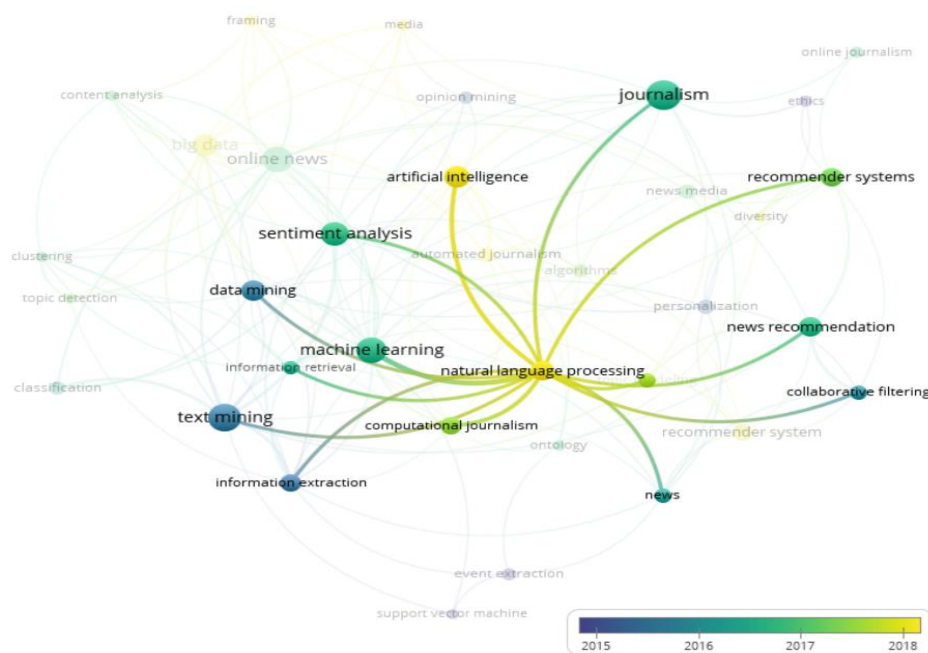 framing
media
online journalism
content analysis
opinion mining
journalism
ethics
big data
online news
artificial intelligence
recommender systems
news media
diversity
sentiment analysis
automated journalism
clustering
algorithms
data mining
topic detection
personalization
news recommendation
machine learning
information retrieval
natural language processing
classification
collaborative filtering
text mining
computational journalism
recommender system
ontology
information extraction
news
event extraction
support vector machine
2015 2016 2017 2018